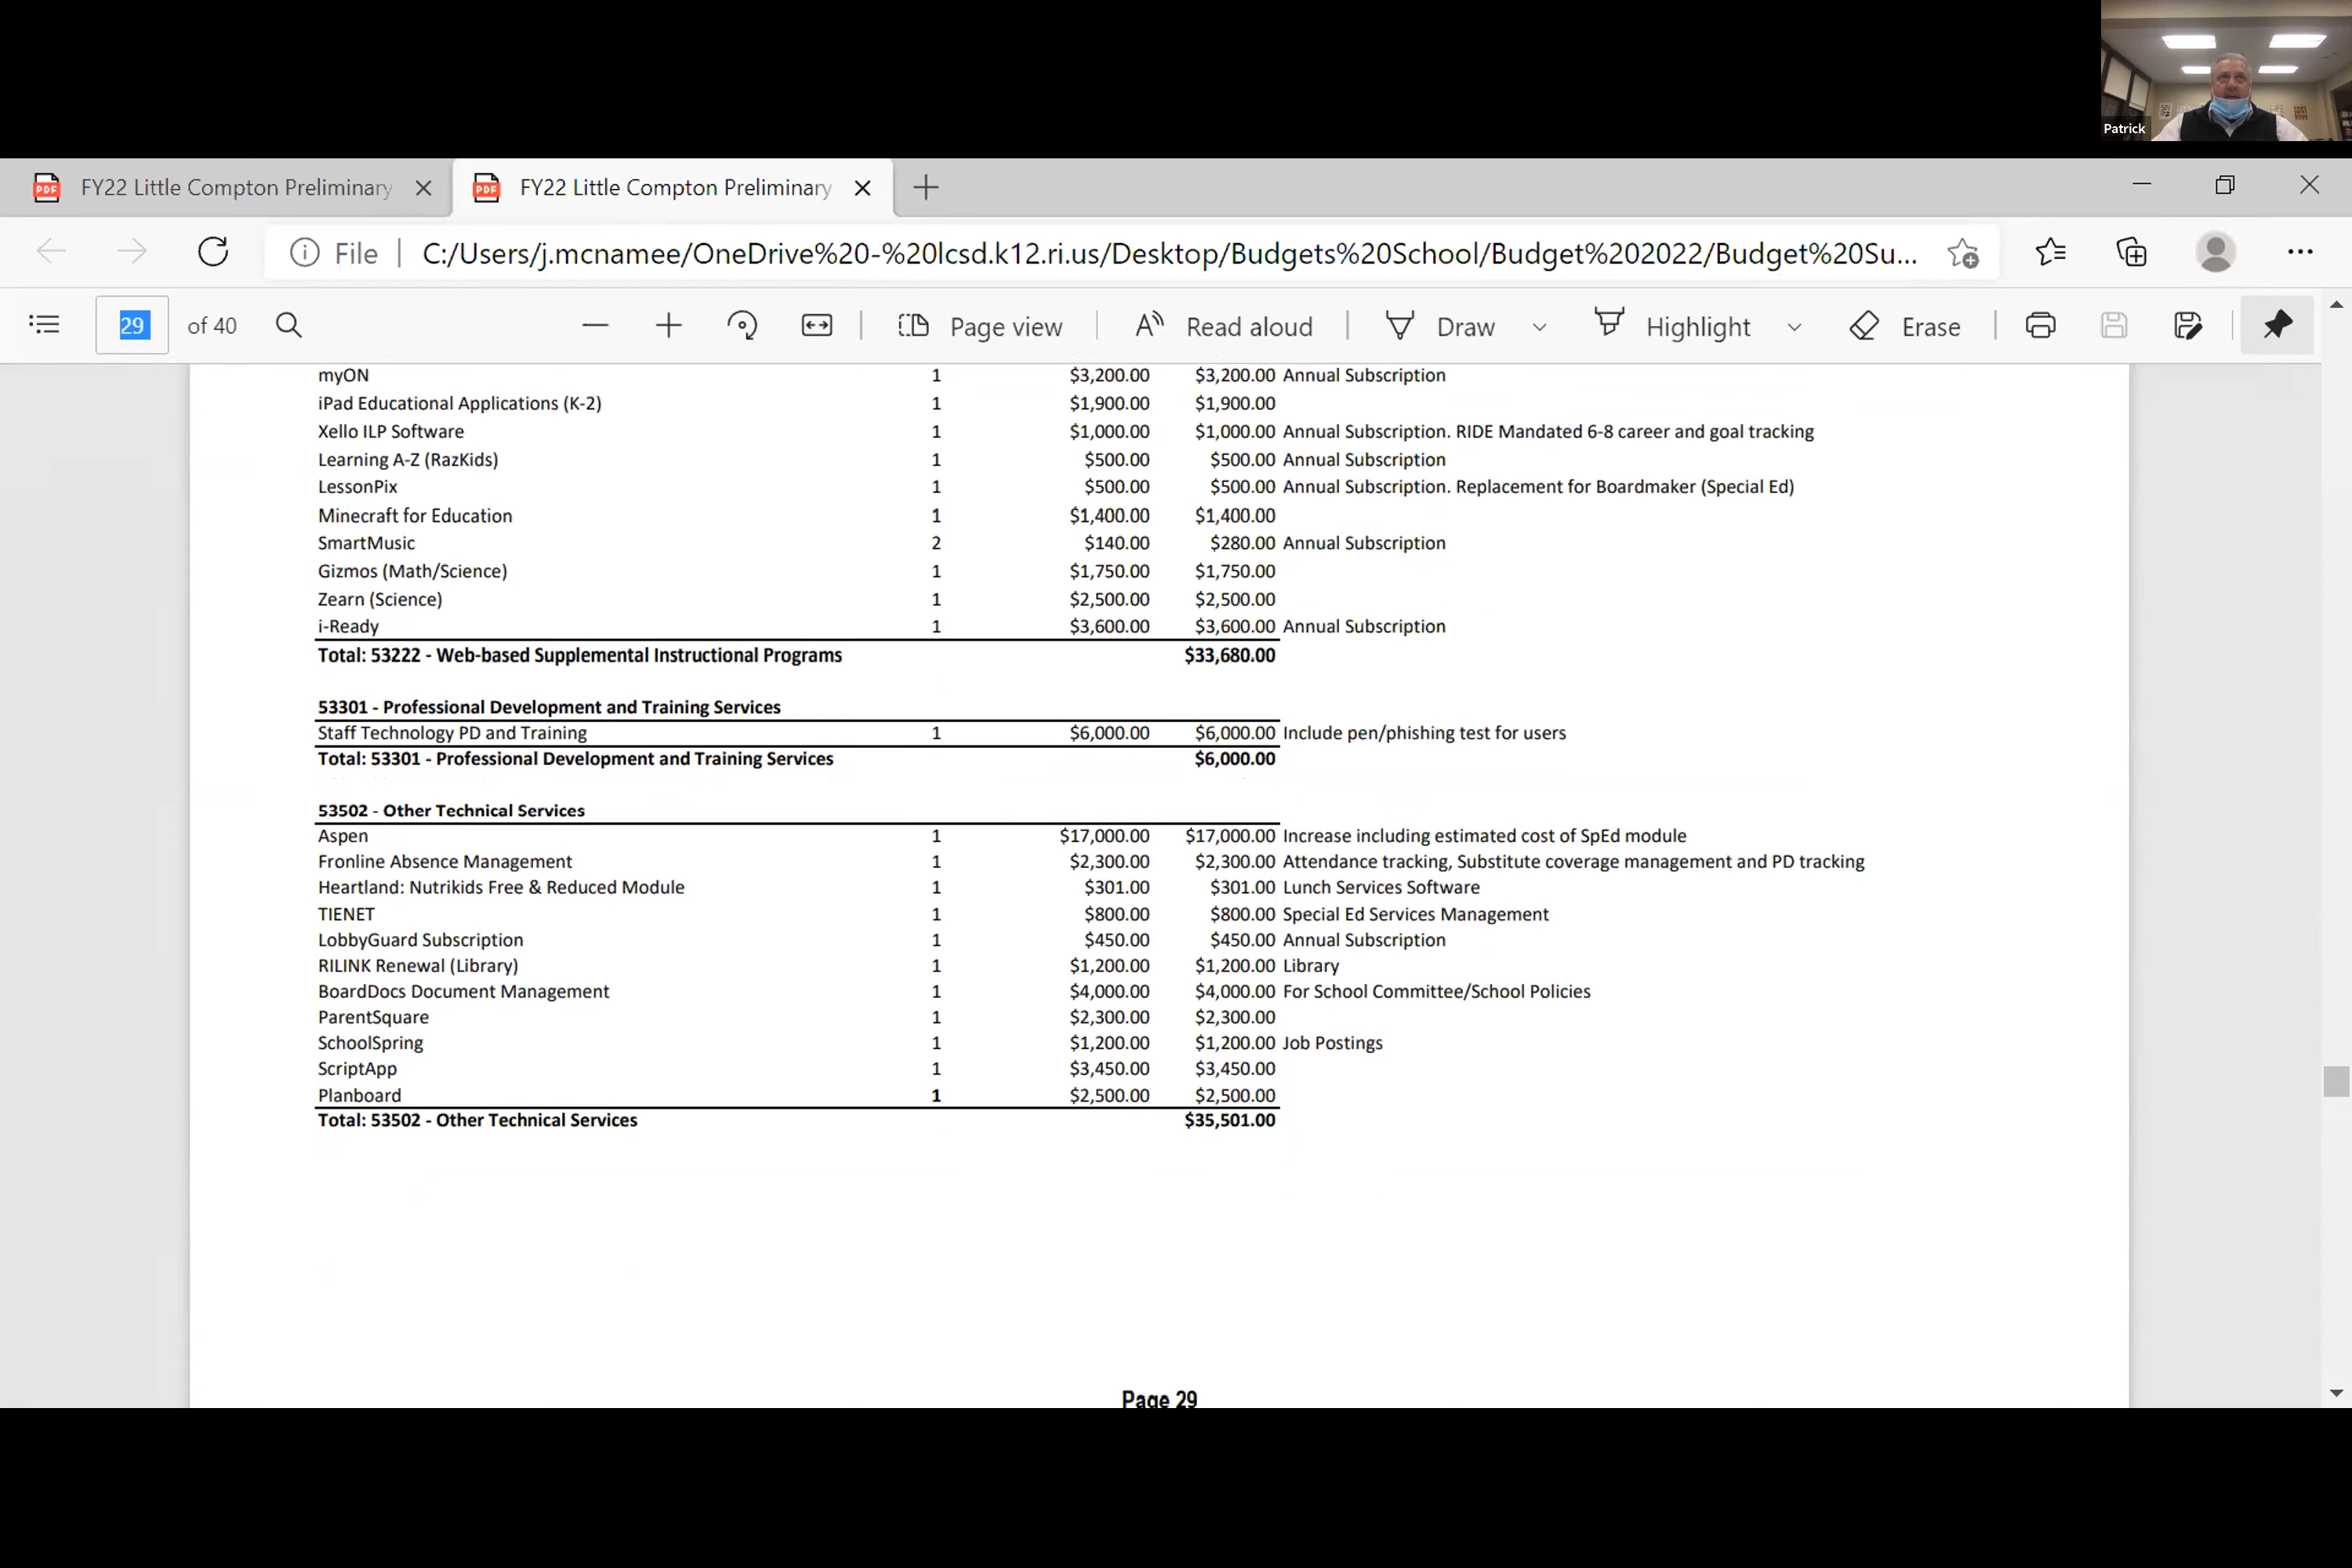 Patrick
FY22 Little Compton Preliminary
FY22 Little Compton Preliminary
File C:/Users/j.mcnamee/OneDrive%20-%20lcsd.k12.ri.us/Desktop/Budgets%20School/Budget%202022/Budget%20Su...
29 of 40 Page view Read aloud Draw Highlight Erase
myON 1 $3,200.00 $3,200.00 Annual Subscription
iPad Educational Applications (K-2) 1 $1,900.00 $1,900.00
Xello ILP Software 1 $1,000.00 $1,000.00 Annual Subscription. RIDE Mandated 6-8 career and goal tracking
Learning A-Z (RazKids) 1 $500.00 $500.00 Annual Subscription
LessonPix 1 $500.00 $500.00 Annual Subscription. Replacement for Boardmaker (Special Ed)
Minecraft for Education 1 $1,400.00 $1,400.00
SmartMusic 2 $140.00 $280.00 Annual Subscription
Gizmos (Math/Science) 1 $1,750.00 $1,750.00
Zearn (Science) 1 $2,500.00 $2,500.00
i-Ready 1 $3,600.00 $3,600.00 Annual Subscription
Total: 53222 - Web-based Supplemental Instructional Programs $33,680.00
53301 - Professional Development and Training Services
Staff Technology PD and Training 1 $6,000.00 $6,000.00 Include pen/phishing test for users
Total: 53301 - Professional Development and Training Services $6,000.00
53502 - Other Technical Services
Aspen 1 $17,000.00 $17,000.00 Increase including estimated cost of SpEd module
Fronline Absence Management 1 $2,300.00 $2,300.00 Attendance tracking, Substitute coverage management and PD tracking
Heartland: Nutrikids Free & Reduced Module 1 $301.00 $301.00 Lunch Services Software
TIENET 1 $800.00 $800.00 Special Ed Services Management
LobbyGuard Subscription 1 $450.00 $450.00 Annual Subscription
RILINK Renewal (Library) 1 $1,200.00 $1,200.00 Library
BoardDocs Document Management 1 $4,000.00 $4,000.00 For School Committee/School Policies
ParentSquare 1 $2,300.00 $2,300.00
SchoolSpring 1 $1,200.00 $1,200.00 Job Postings
ScriptApp 1 $3,450.00 $3,450.00
Planboard 1 $2,500.00 $2,500.00
Total: 53502 - Other Technical Services $35,501.00
Page 29